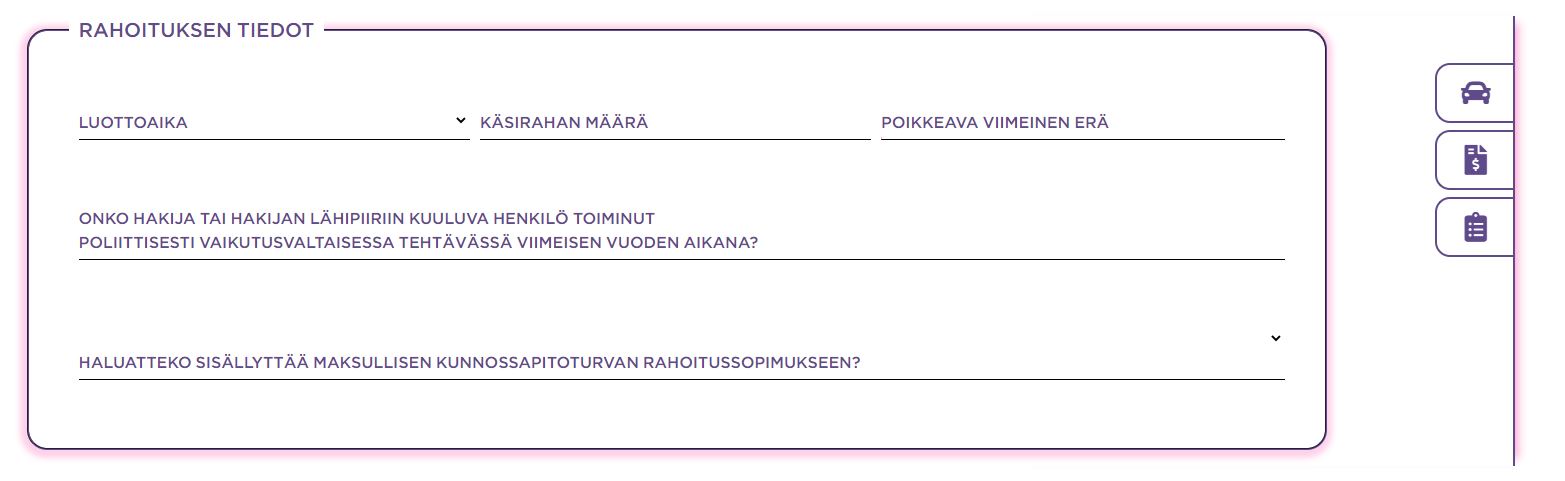 RAHOITUKSEN TIEDOT
LUOTTOAIKA
KÄSIRAHAN MÄÄRÄ
POIKKEAVA VIIMEINEN ERÄ
ONKO HAKIJA TAI HAKIJAN LÄHIPIIRIIN KUULUVA HENKILÖ TOIMINUT
POLIITTISESTI VAIKUTUSVALTAISESSA TEHTÄVÄSSÄ VIIMEISEN VUODEN AIKANA?
HALUATTEKO SISÄLLYTTÄÄ MAKSULLISEN KUNNOSSAPITOTURVAN RAHOITUSSOPIMUKSEEN?